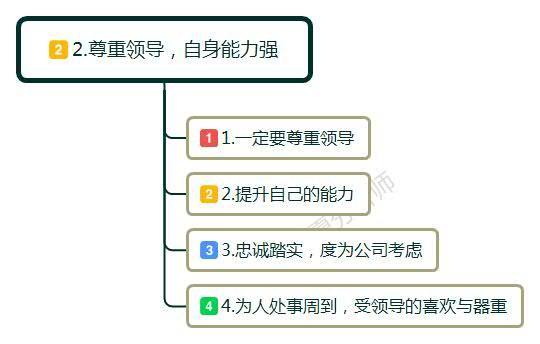 2 2.尊重领导，自身能力强
1 1.一定要尊重领导
2 2.提升自己的能力
3 3.忠诚踏实，度为公司考虑
4 4.为人处事周到，受领导的喜欢与器重